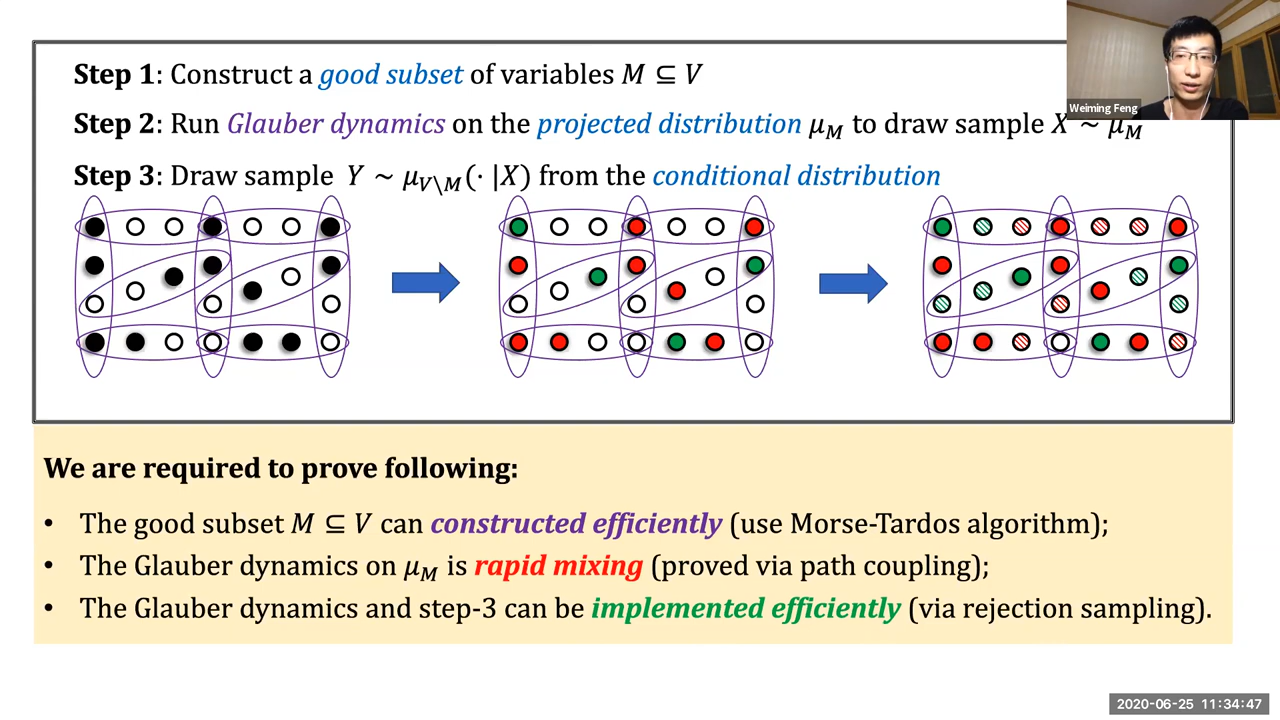 Step 1: Construct a good subset of variables M ⊆ V
Weiming Feng
Step 2: Run Glauber dynamics on the projected distribution μ_M to draw sample X ~ μ_M
Step 3: Draw sample Y ~ μ_{V\M}(· |X) from the conditional distribution
We are required to prove following:
• The good subset M ⊆ V can constructed efficiently (use Morse-Tardos algorithm);
• The Glauber dynamics on μ_M is rapid mixing (proved via path coupling);
• The Glauber dynamics and step-3 can be implemented efficiently (via rejection sampling).
2020-06-25 11:34:47